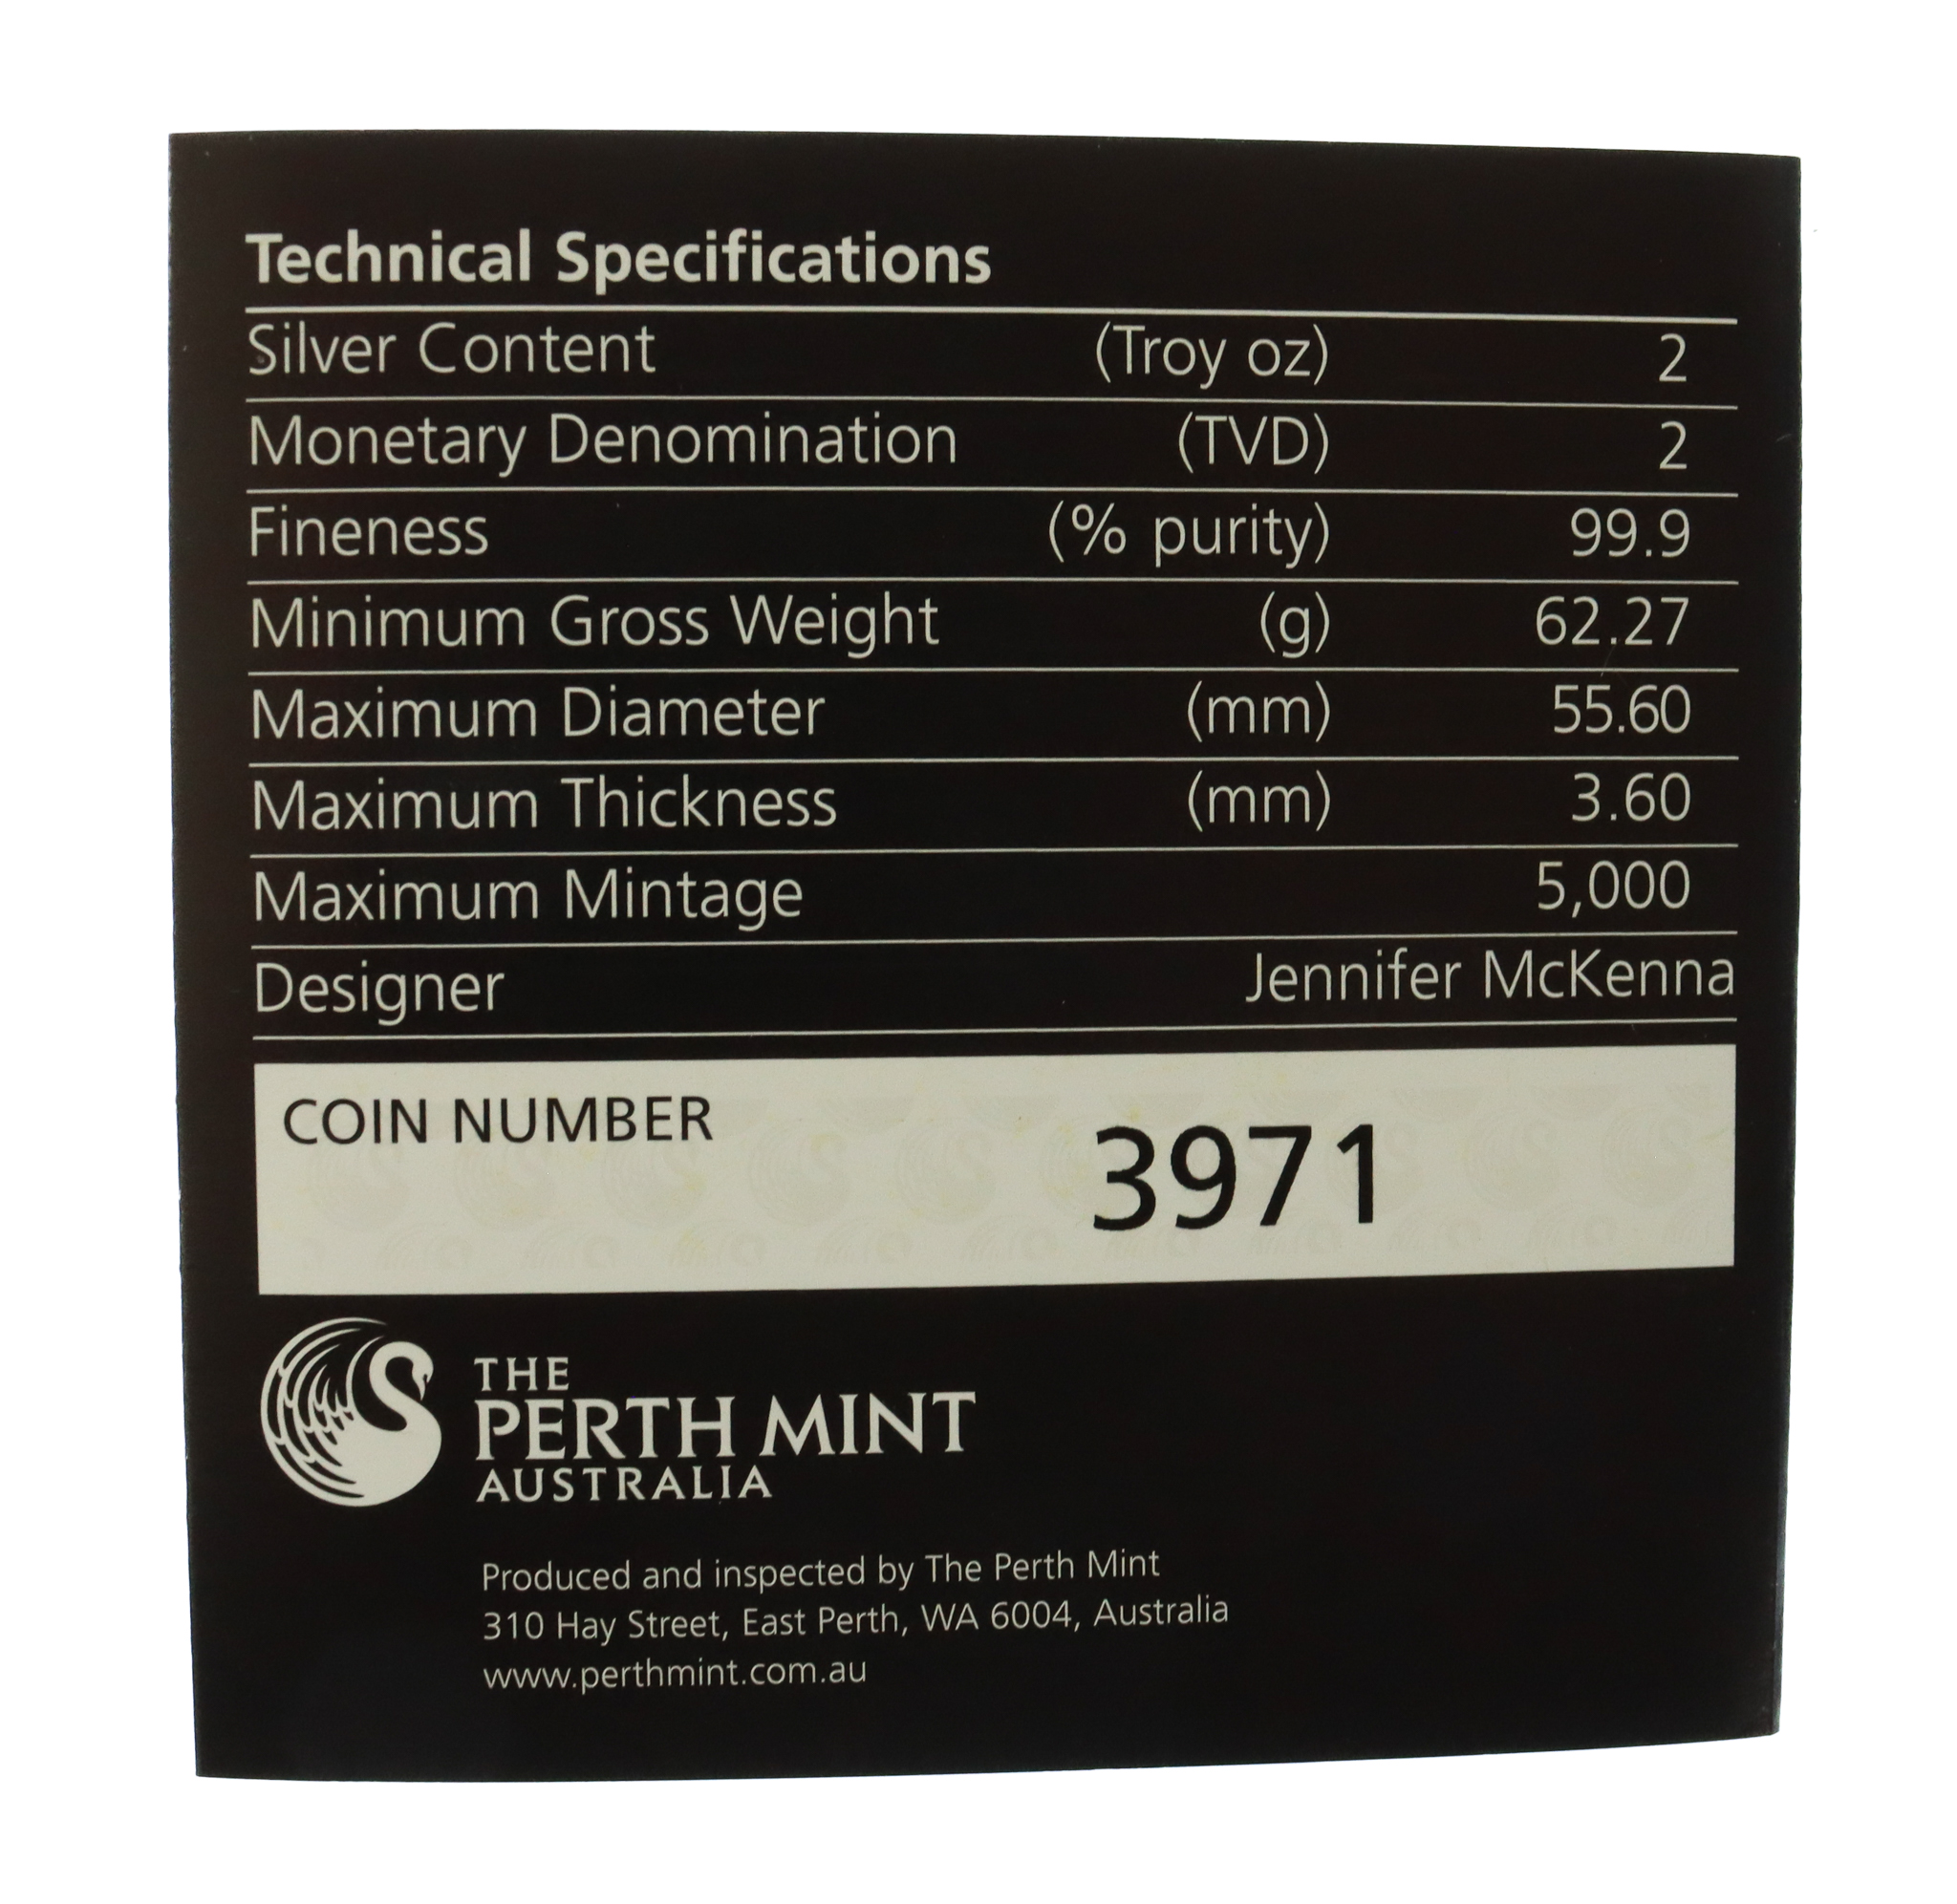 Technical Specifications
Silver Content (Troy oz) 2
Monetary Denomination (TVD) 2
Fineness (% purity) 99.9
Minimum Gross Weight (g) 62.27
Maximum Diameter (mm) 55.60
Maximum Thickness (mm) 3.60
Maximum Mintage 5,000
Designer Jennifer McKenna
COIN NUMBER 3971
THE
PERTH MINT
AUSTRALIA
Produced and inspected by The Perth Mint
310 Hay Street, East Perth, WA 6004, Australia
www.perthmint.com.au